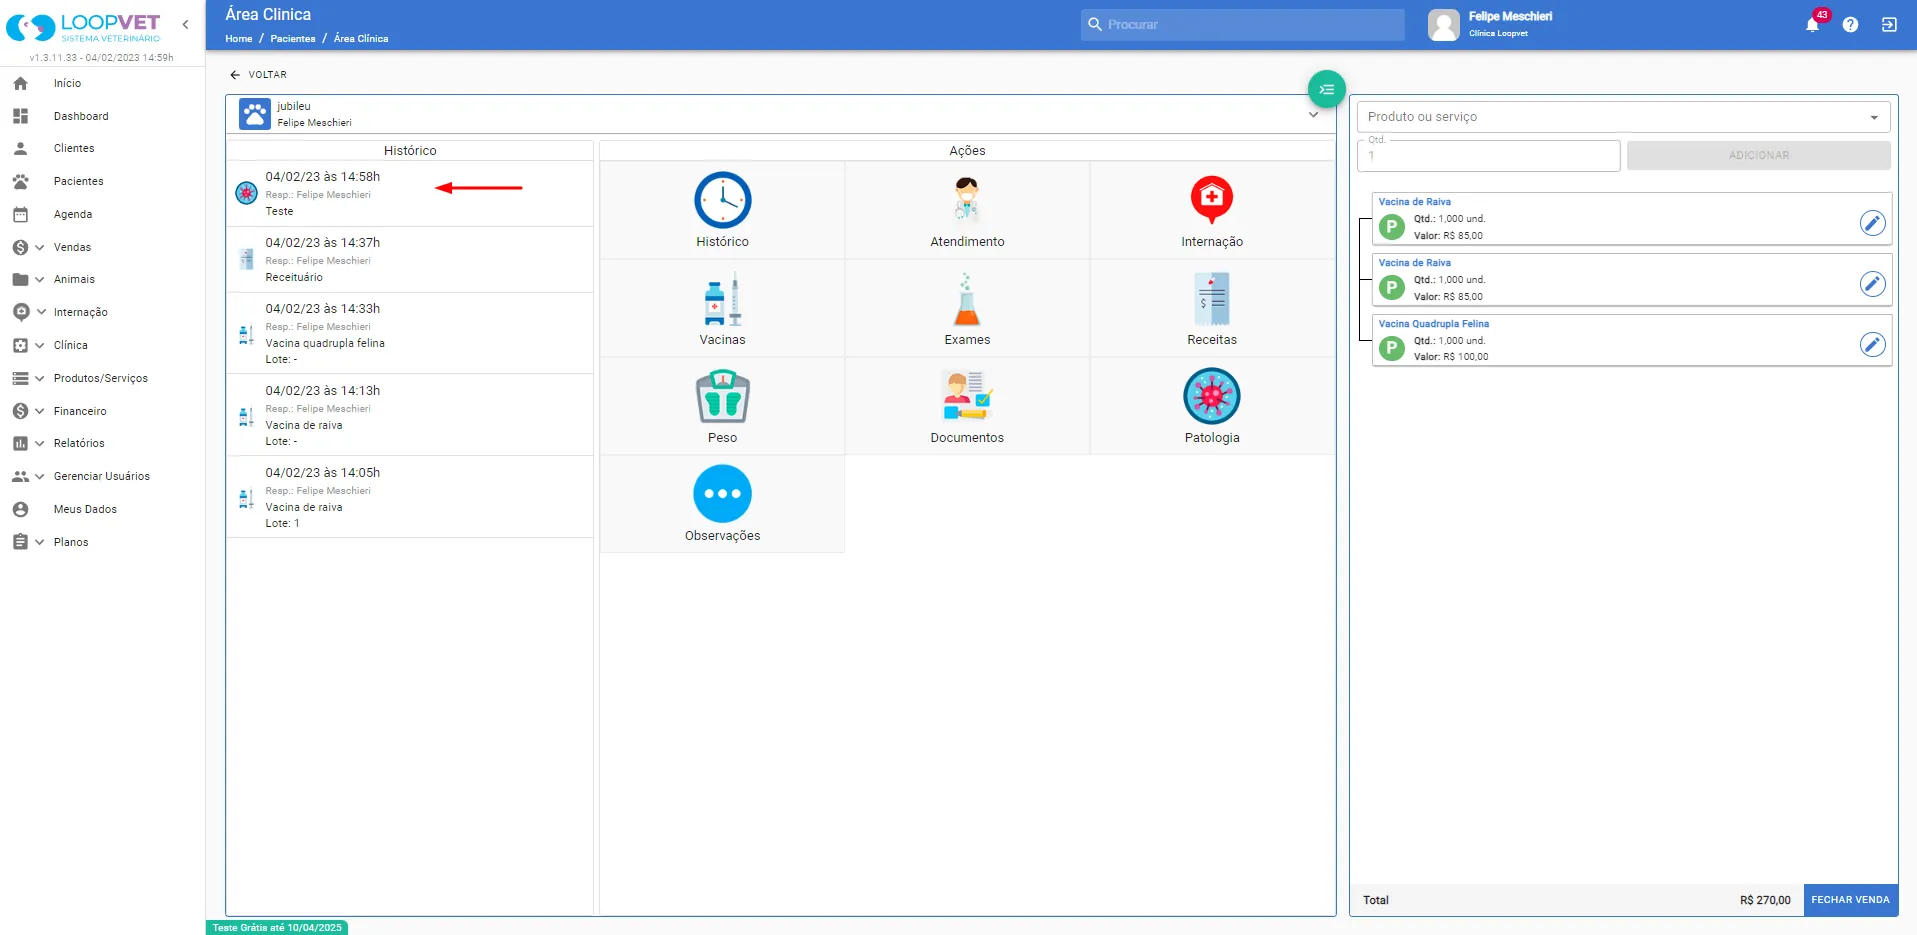 LOOPVET
SISTEMA VETERINÁRIO
v1.3.11.33 - 04/02/2023 14:59h
Início
Dashboard
Clientes
Pacientes
Agenda
Vendas
Animais
Internação
Clínica
Produtos/Serviços
Financeiro
Relatórios
Gerenciar Usuários
Meus Dados
Planos
Área Clinica
Home / Pacientes / Área Clínica
Procurar
Felipe Meschieri
Clínica Loopvet
43
VOLTAR
jubileu
Felipe Meschieri
Histórico
04/02/23 às 14:58h
Resp.: Felipe Meschieri
Teste
04/02/23 às 14:37h
Resp.: Felipe Meschieri
Receituário
04/02/23 às 14:33h
Resp.: Felipe Meschieri
Vacina quadrupla felina
Lote: -
04/02/23 às 14:13h
Resp.: Felipe Meschieri
Vacina de raiva
Lote: -
04/02/23 às 14:05h
Resp.: Felipe Meschieri
Vacina de raiva
Lote: 1
Ações
Histórico
Atendimento
Internação
Vacinas
Exames
Receitas
Peso
Documentos
Patologia
Observações
Produto ou serviço
Qtd.
1
ADICIONAR
Vacina de Raiva
P
Qtd.: 1,000 und.
Valor: R$ 85,00
Vacina de Raiva
P
Qtd.: 1,000 und.
Valor: R$ 85,00
Vacina Quadrupla Felina
P
Qtd.: 1,000 und.
Valor: R$ 100,00
Total
R$ 270,00
FECHAR VENDA
Teste Grátis até 10/04/2025